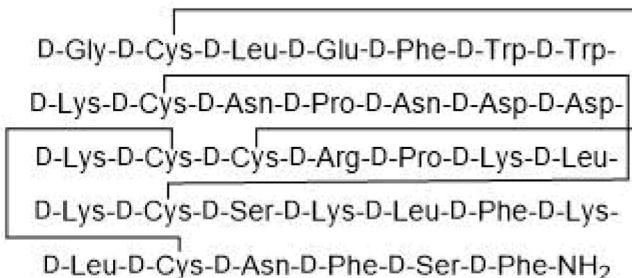 D-Gly-D-Cys-D-Leu-D-Glu-D-Phe-D-Trp-D-Trp-
D-Lys-D-Cys-D-Asn-D-Pro-D-Asn-D-Asp-D-Asp-
D-Lys-D-Cys-D-Cys-D-Arg-D-Pro-D-Lys-D-Leu-
D-Lys-D-Cys-D-Ser-D-Lys-D-Leu-D-Phe-D-Lys-
D-Leu-D-Cys-D-Asn-D-Phe-D-Ser-D-Phe-NH₂